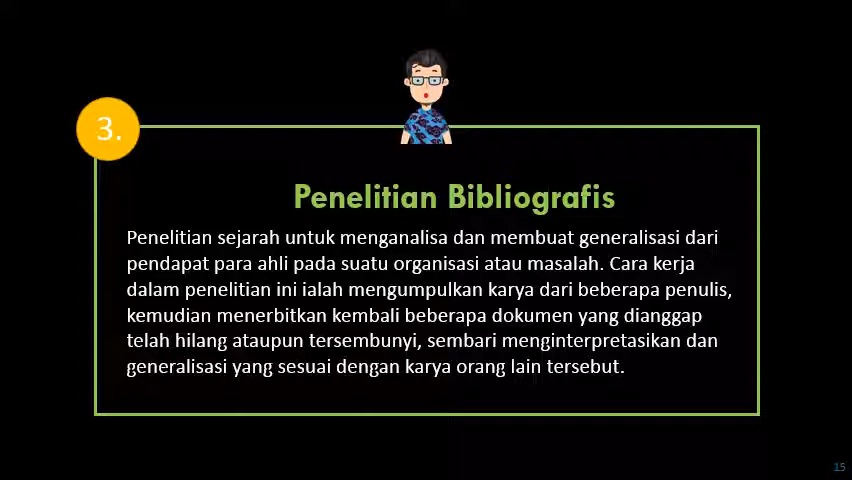 3.
Penelitian Bibliografis
Penelitian sejarah untuk menganalisa dan membuat generalisasi dari
pendapat para ahli pada suatu organisasi atau masalah. Cara kerja
dalam penelitian ini ialah mengumpulkan karya dari beberapa penulis,
kemudian menerbitkan kembali beberapa dokumen yang dianggap
telah hilang ataupun tersembunyi, sembari menginterpretasikan dan
generalisasi yang sesuai dengan karya orang lain tersebut.
15